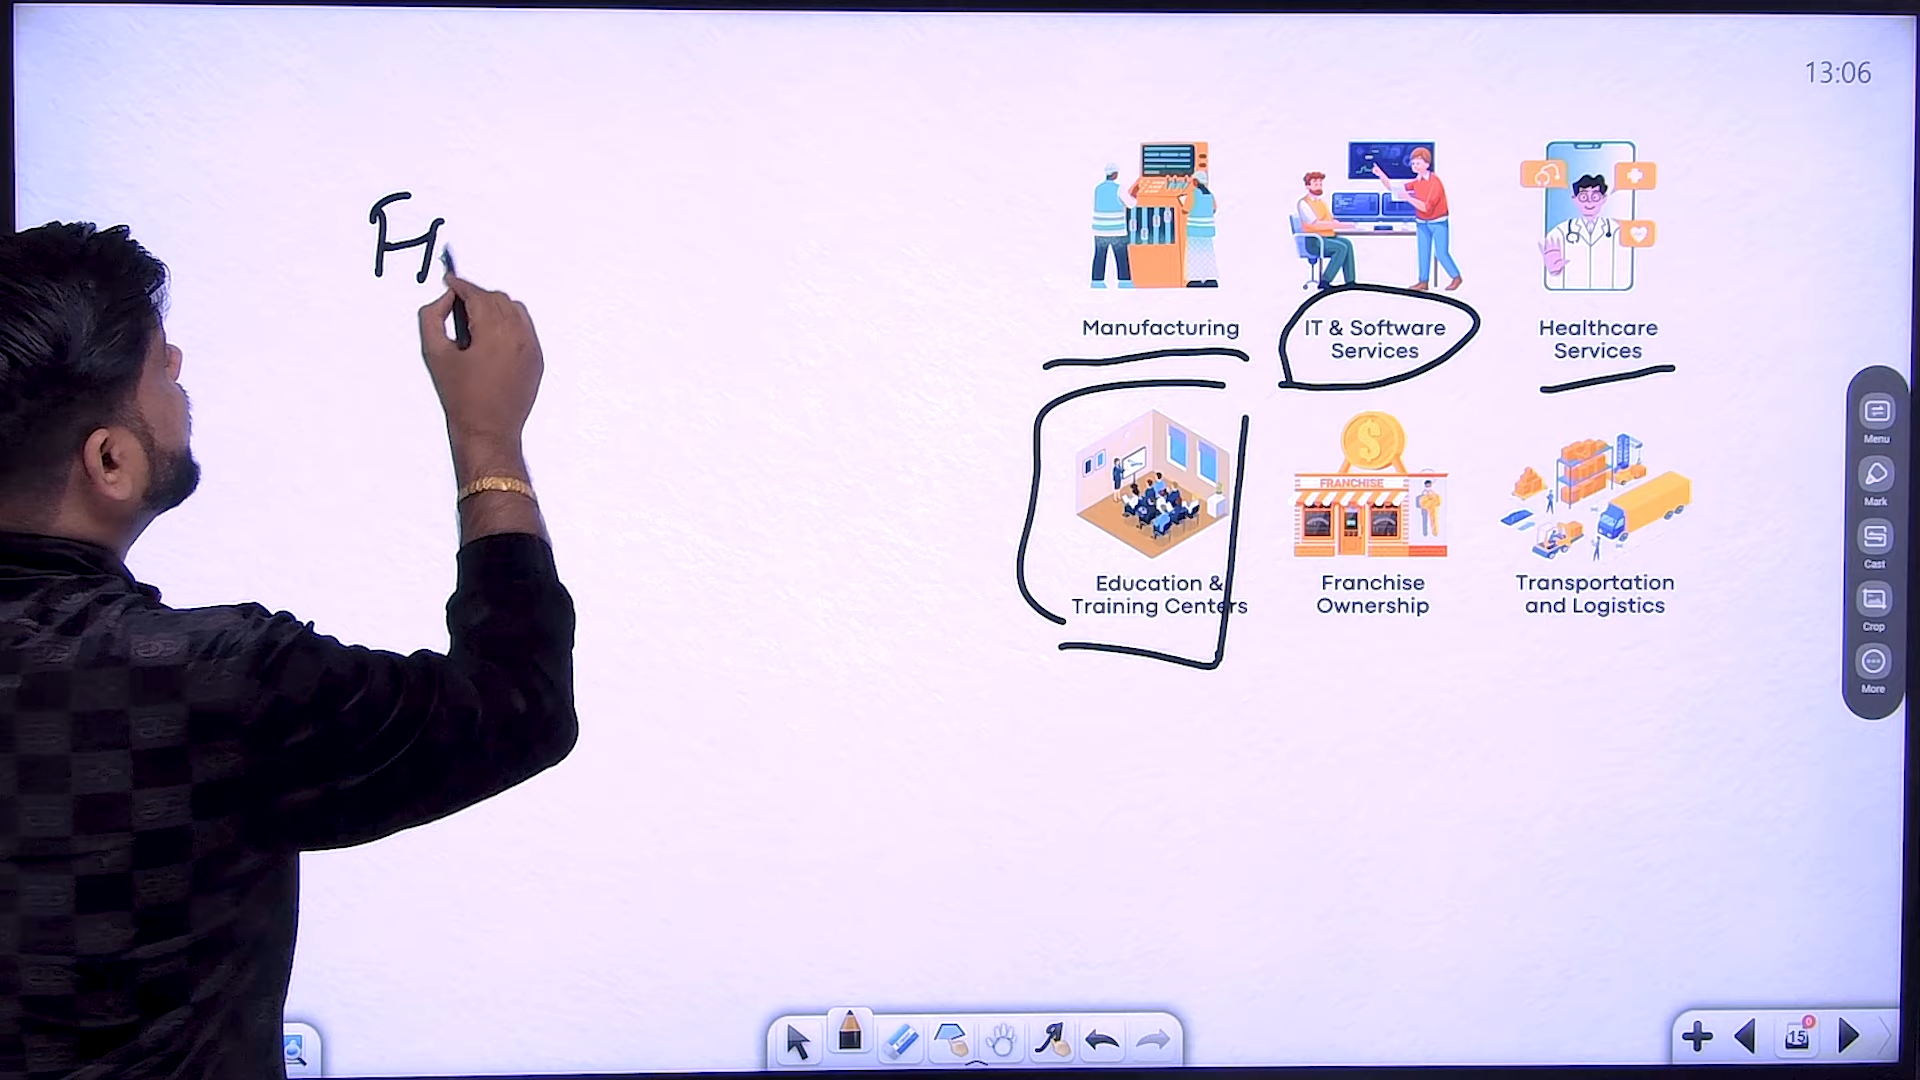 13:06
Manufacturing
IT & Software
Services
Healthcare
Services
FRANCHISE
Education &
Training Centers
Franchise
Ownership
Transportation
and Logistics
Menu
Mark
Cast
Crop
More
15
0